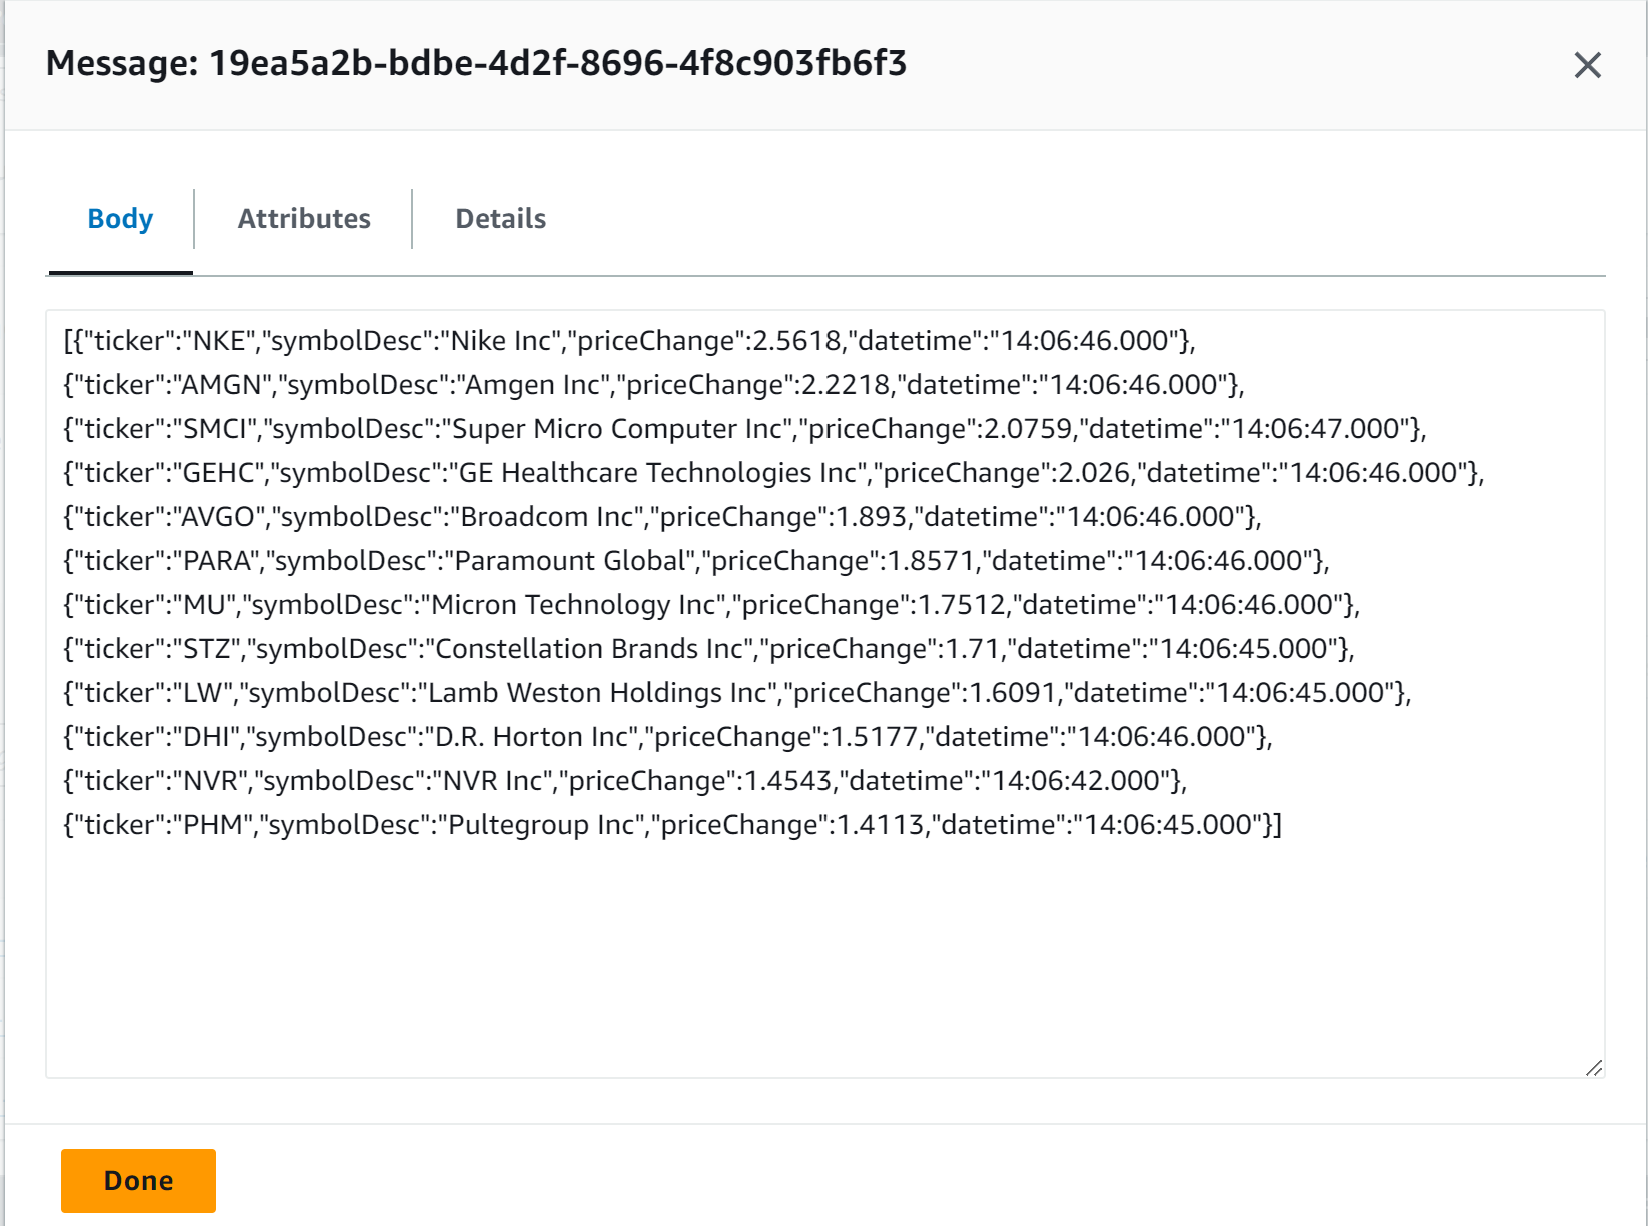 Message: 19ea5a2b-bdbe-4d2f-8696-4f8c903fb6f3
Body
Attributes
Details
[{"ticker":"NKE","symbolDesc":"Nike Inc","priceChange":2.5618,"datetime":"14:06:46.000"},
{"ticker":"AMGN","symbolDesc":"Amgen Inc","priceChange":2.2218,"datetime":"14:06:46.000"},
{"ticker":"SMCI","symbolDesc":"Super Micro Computer Inc","priceChange":2.0759,"datetime":"14:06:47.000"},
{"ticker":"GEHC","symbolDesc":"GE Healthcare Technologies Inc","priceChange":2.026,"datetime":"14:06:46.000"},
{"ticker":"AVGO","symbolDesc":"Broadcom Inc","priceChange":1.893,"datetime":"14:06:46.000"},
{"ticker":"PARA","symbolDesc":"Paramount Global","priceChange":1.8571,"datetime":"14:06:46.000"},
{"ticker":"MU","symbolDesc":"Micron Technology Inc","priceChange":1.7512,"datetime":"14:06:46.000"},
{"ticker":"STZ","symbolDesc":"Constellation Brands Inc","priceChange":1.71,"datetime":"14:06:45.000"},
{"ticker":"LW","symbolDesc":"Lamb Weston Holdings Inc","priceChange":1.6091,"datetime":"14:06:45.000"},
{"ticker":"DHI","symbolDesc":"D.R. Horton Inc","priceChange":1.5177,"datetime":"14:06:46.000"},
{"ticker":"NVR","symbolDesc":"NVR Inc","priceChange":1.4543,"datetime":"14:06:42.000"},
{"ticker":"PHM","symbolDesc":"Pultegroup Inc","priceChange":1.4113,"datetime":"14:06:45.000"}]
Done